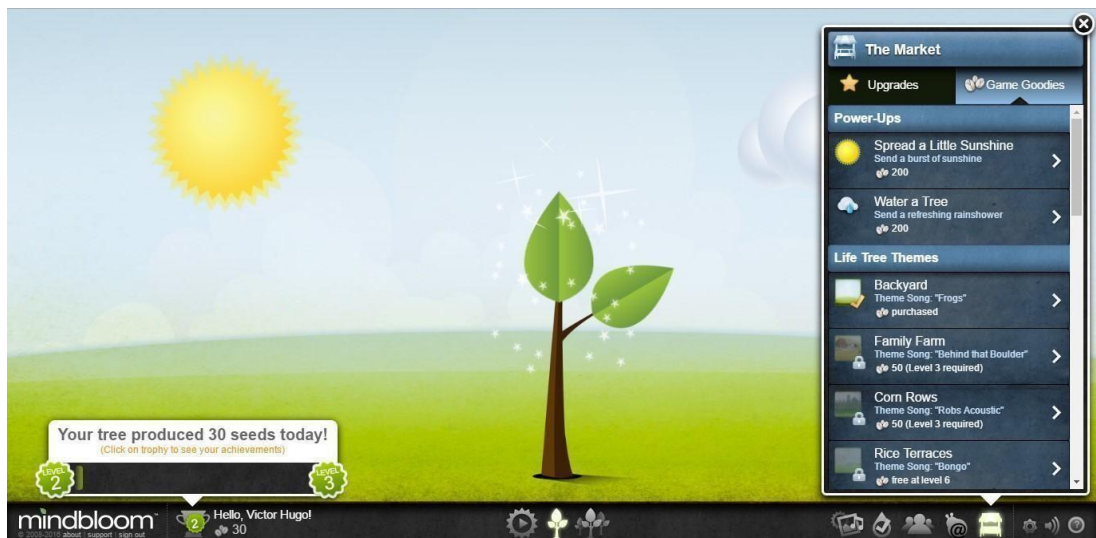 The Market
Upgrades
Game Goodies
Power-Ups
Spread a Little Sunshine
Send a burst of sunshine
200
Water a Tree
Send a refreshing rainshower
200
Life Tree Themes
Backyard
Theme Song: "Frogs"
purchased
Family Farm
Theme Song: "Behind that Boulder"
50 (Level 3 required)
Corn Rows
Theme Song: "Robs Acoustic"
50 (Level 3 required)
Rice Terraces
Theme Song: "Bongo"
free at level 6
Your tree produced 30 seeds today!
(Click on trophy to see your achievements)
LEVEL
2
LEVEL
3
mindbloom
© 2008-2016 about | support | sign out
2
Hello, Victor Hugo!
30